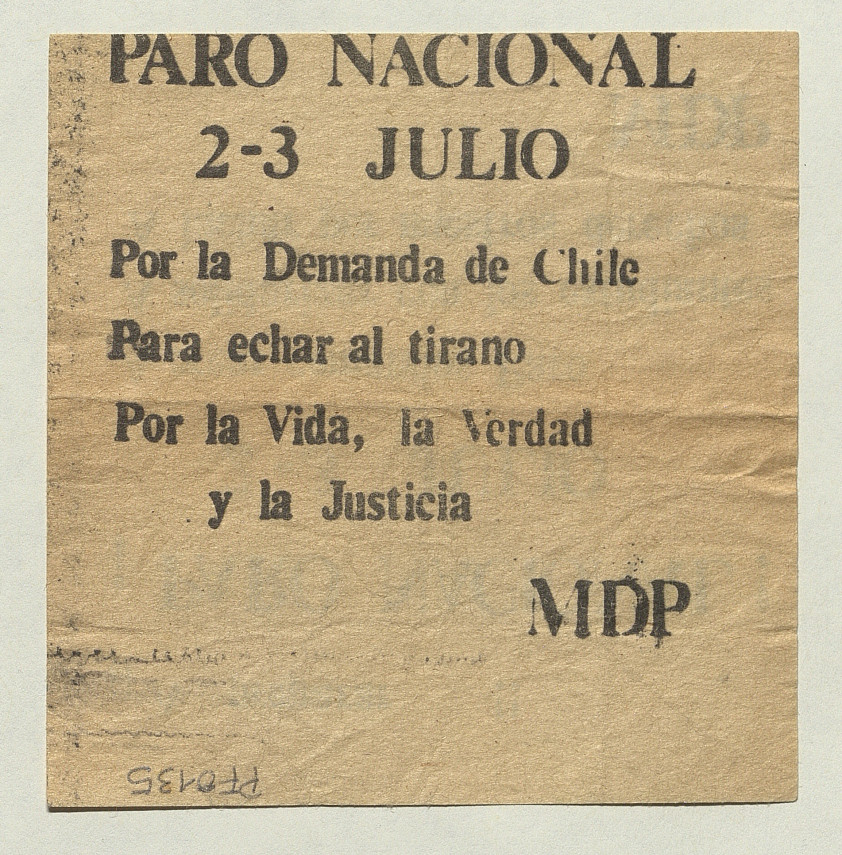 PARO NACIONAL
2-3 JULIO
Por la Demanda de Chile
Para echar al tirano
Por la Vida, la Verdad
y la Justicia
MDP
PF0135